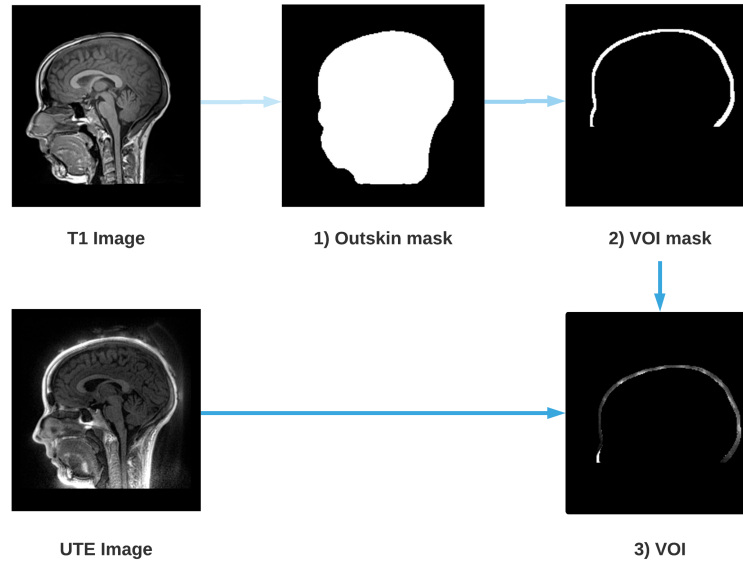 T1 Image
1) Outskin mask
2) VOI mask
UTE Image
3) VOI